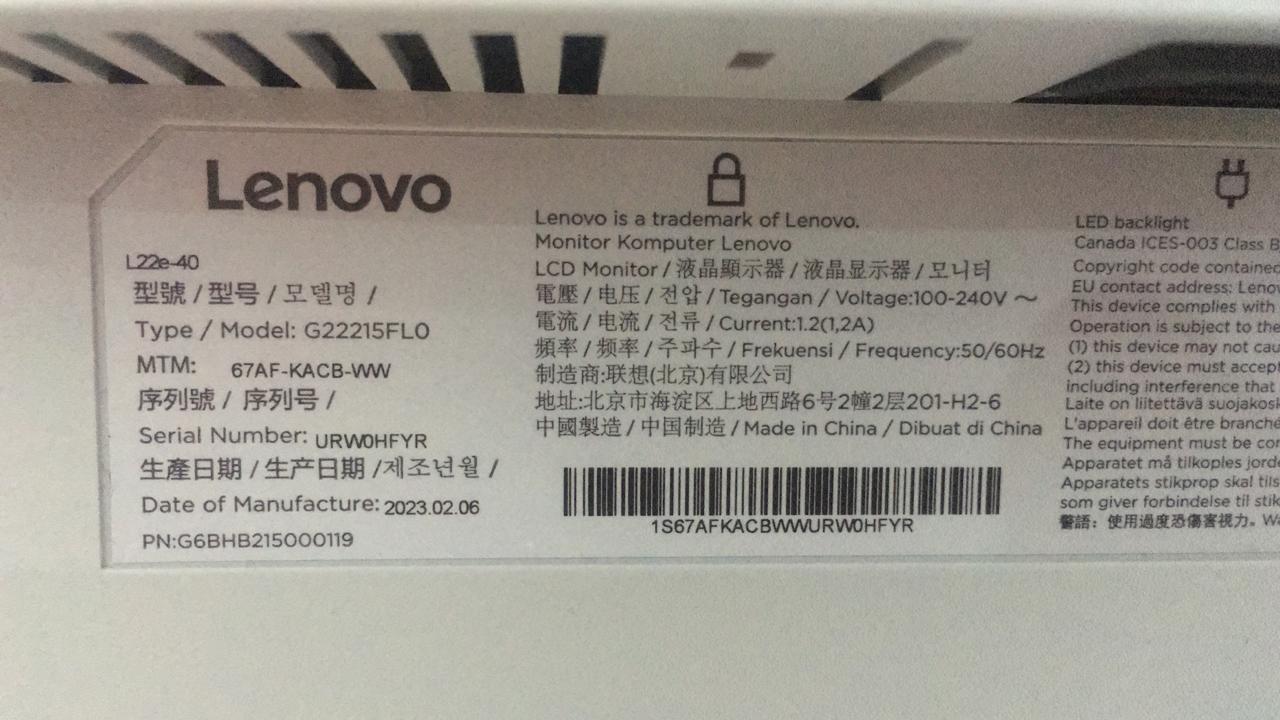 Lenovo
L22e-40
型號 / 型号 / 모델명 /
Type / Model: G22215FL0
MTM: 67AF-KACB-WW
序列號 / 序列号 /
Serial Number: URW0HFYR
生產日期 / 生产日期 /제조년월 /
Date of Manufacture: 2023.02.06
PN:G6BHB215000119
Lenovo is a trademark of Lenovo.
Monitor Komputer Lenovo
LCD Monitor / 液晶顯示器 / 液晶显示器 / 모니터
電壓 / 电压 / 전압 / Tegangan / Voltage:100-240V ~
電流 / 电流 / 전류 / Current:1.2(1,2A)
頻率 / 频率 / 주파수 / Frekuensi / Frequency:50/60Hz
制造商:联想(北京)有限公司
地址:北京市海淀区上地西路6号2幢2层201-H2-6
中國製造 / 中国制造 / Made in China / Dibuat di China
1S67AFKACBWWURW0HFYR
LED backlight
Canada ICES-003 Class B
Copyright code contained
EU contact address: Lenov
This device complies with
Operation is subject to the
(1) this device may not cau
(2) this device must accept
including interference that
Laite on liitettävä suojakosk
L'appareil doit être branché
The equipment must be con
Apparatet må tilkoples jorde
Apparatets stikprop skal tils
som giver forbindelse til stik
警語: 使用過度恐傷害視力。Wa